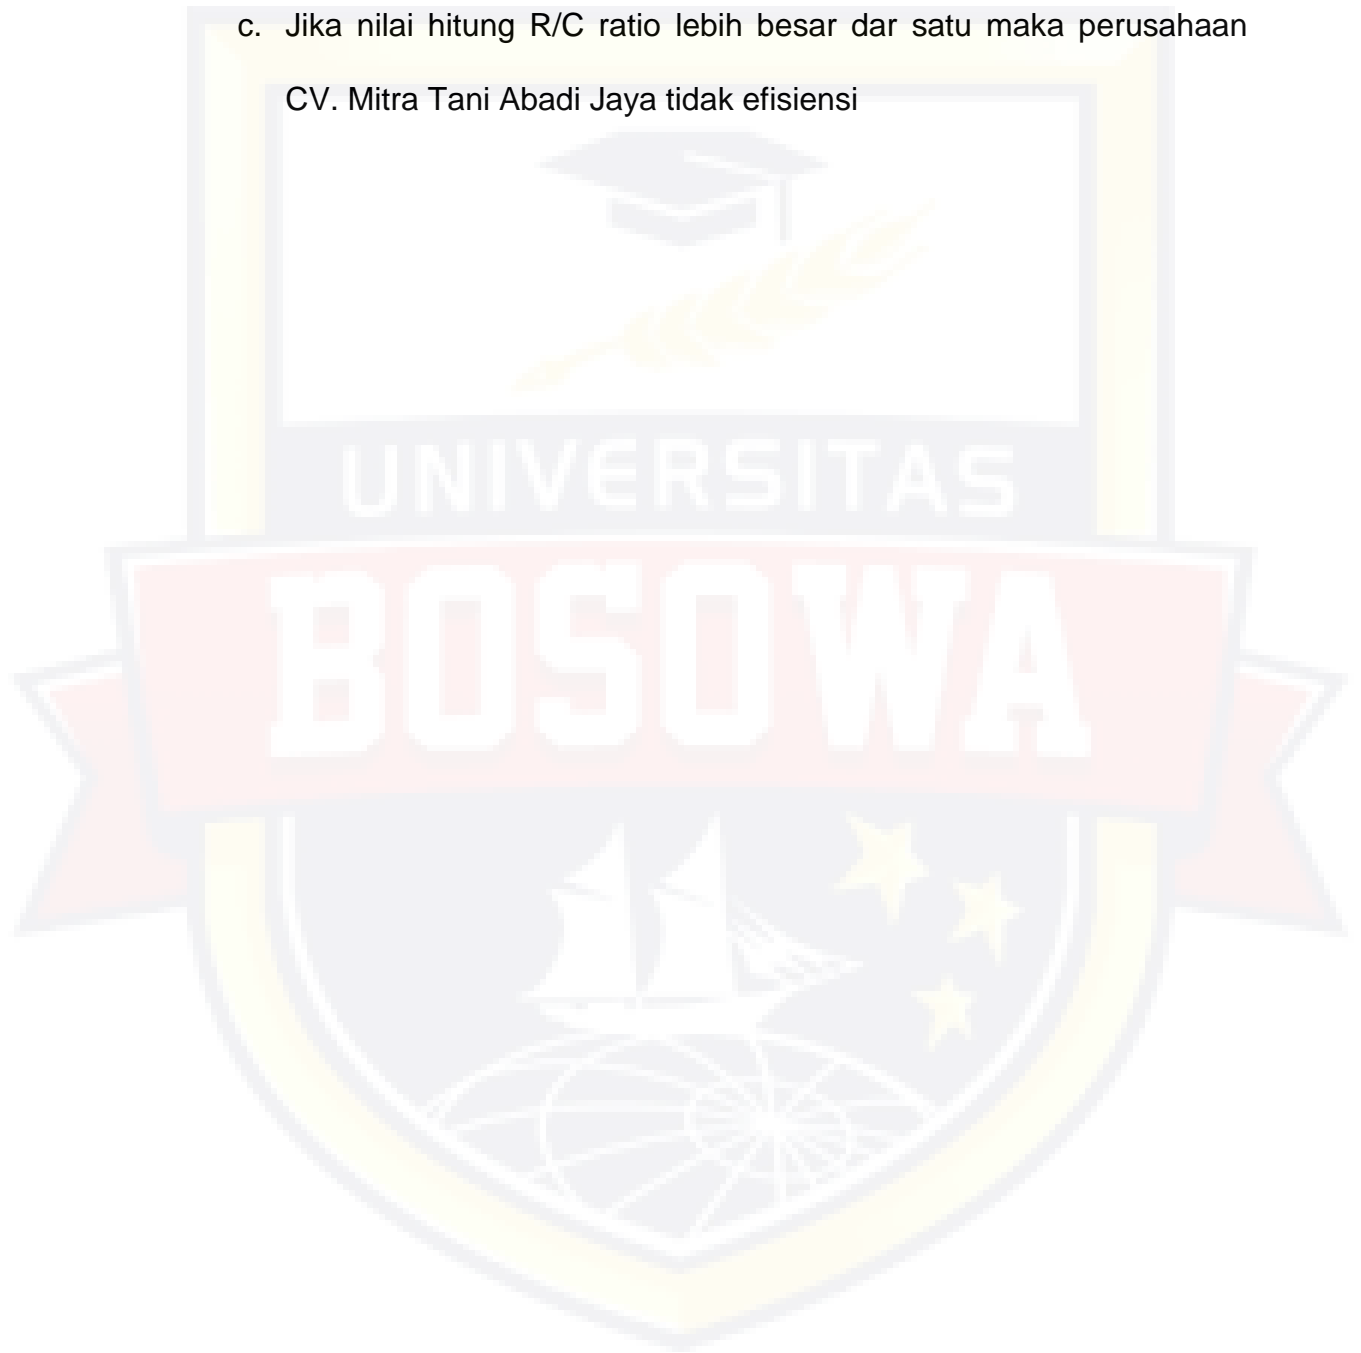 c. Jika nilai hitung R/C ratio lebih besar dar satu maka perusahaan
CV. Mitra Tani Abadi Jaya tidak efisiensi
UNIVERSITAS
BOSOWA